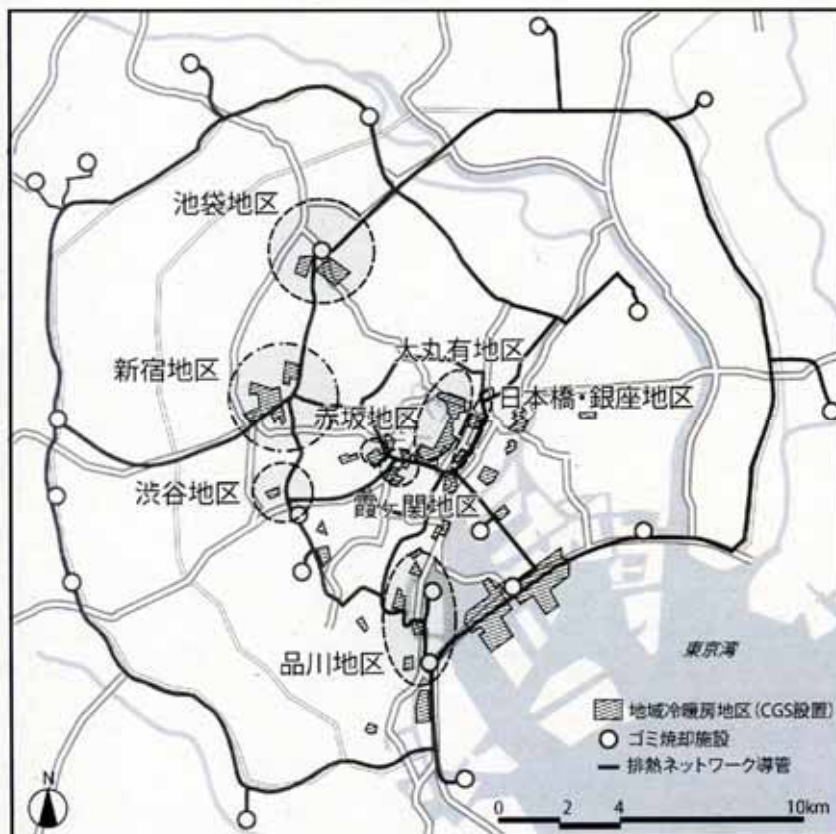 池袋地区
大丸有地区
新宿地区
日本橋・銀座地区
赤坂地区
渋谷地区
霞ヶ関地区
品川地区
東京湾
地域冷暖房地区(CGS設置)
ゴミ焼却施設
排熱ネットワーク導管
N
0 2 4 10km